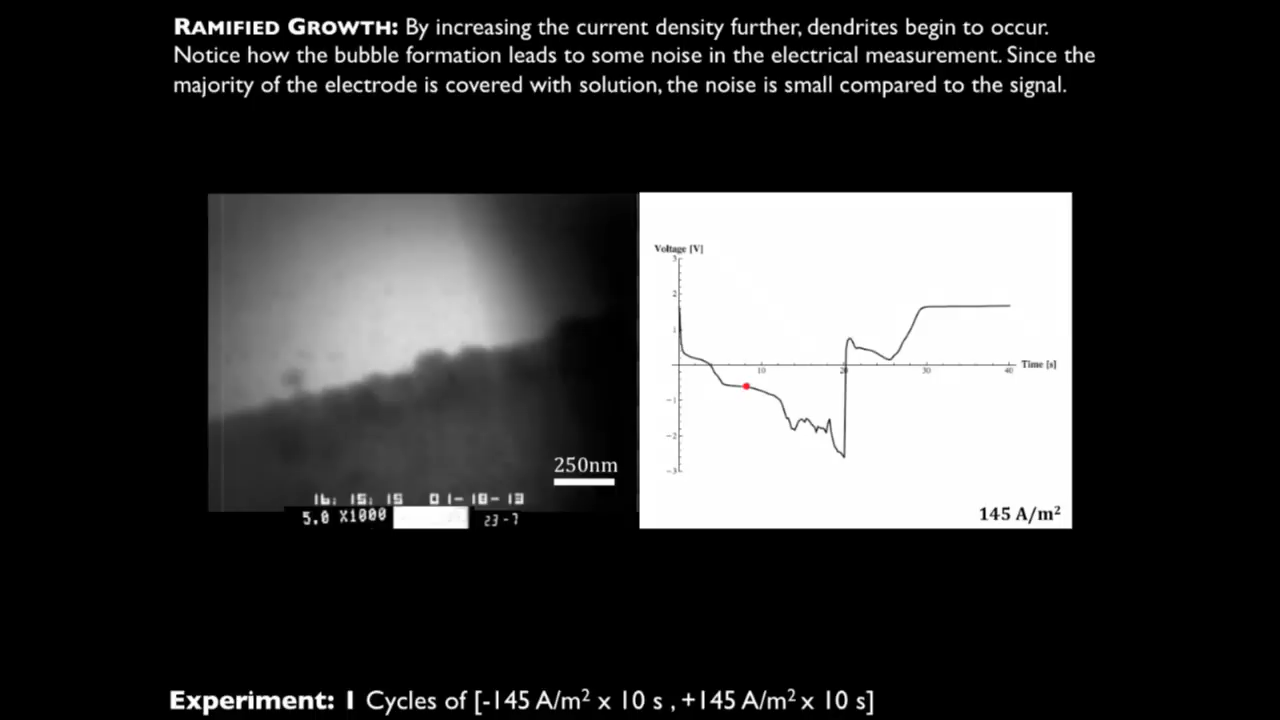 RAMIFIED GROWTH: By increasing the current density further, dendrites begin to occur.
Notice how the bubble formation leads to some noise in the electrical measurement. Since the
majority of the electrode is covered with solution, the noise is small compared to the signal.
250nm
16: 15: 15 01-18-13
5.0 X1000
23-7
Voltage [V]
3
2
1
-1
-2
-3
10
20
30
40
Time [s]
145 A/m²
Experiment: 1 Cycles of [-145 A/m² x 10 s , +145 A/m² x 10 s]